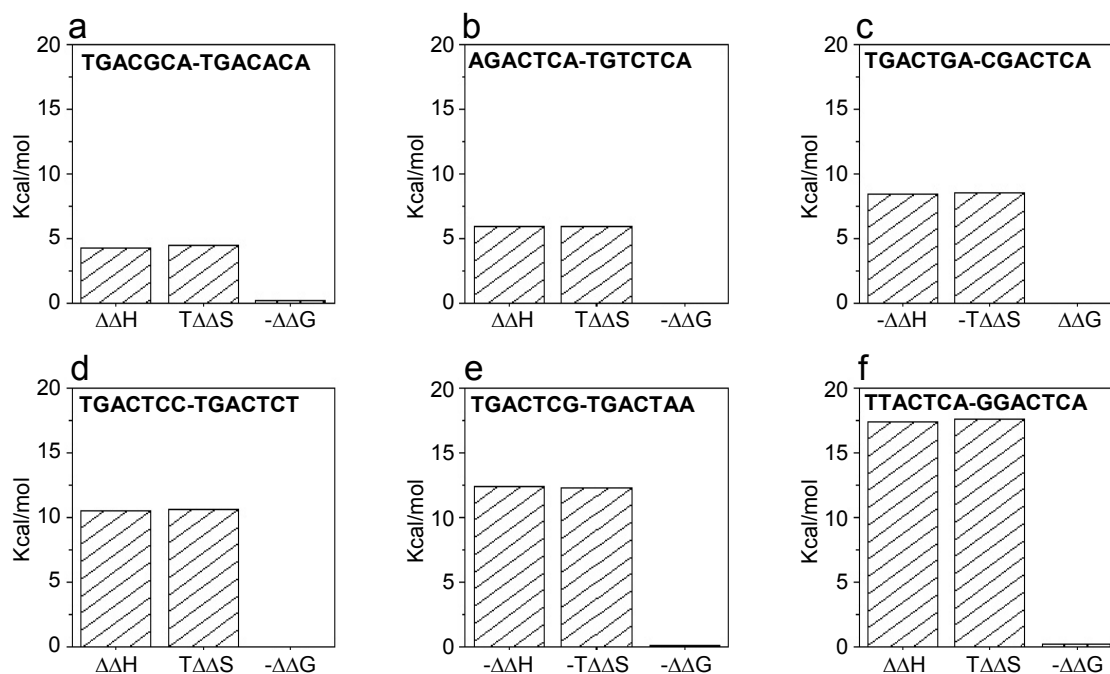 a
TGACGCA-TGACACA
20
15
10
5
0
Kcal/mol
ΔΔH TΔΔS -ΔΔG
b
AGACTCA-TGTCTCA
20
15
10
5
0
Kcal/mol
ΔΔH TΔΔS -ΔΔG
c
TGACTGA-CGACTCA
20
15
10
5
0
Kcal/mol
-ΔΔH -TΔΔS ΔΔG
d
TGACTCC-TGACTCT
20
15
10
5
0
Kcal/mol
ΔΔH TΔΔS -ΔΔG
e
TGACTCG-TGACTAA
20
15
10
5
0
Kcal/mol
-ΔΔH -TΔΔS -ΔΔG
f
TTACTCA-GGACTCA
20
15
10
5
0
Kcal/mol
ΔΔH TΔΔS -ΔΔG